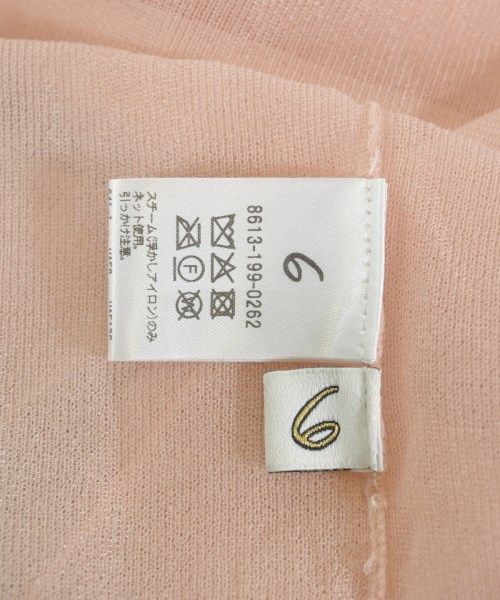 6
8613-199-0262
F
スチーム(浮かしアイロン)のみ
ネット使用。
引っかけ注意。
6